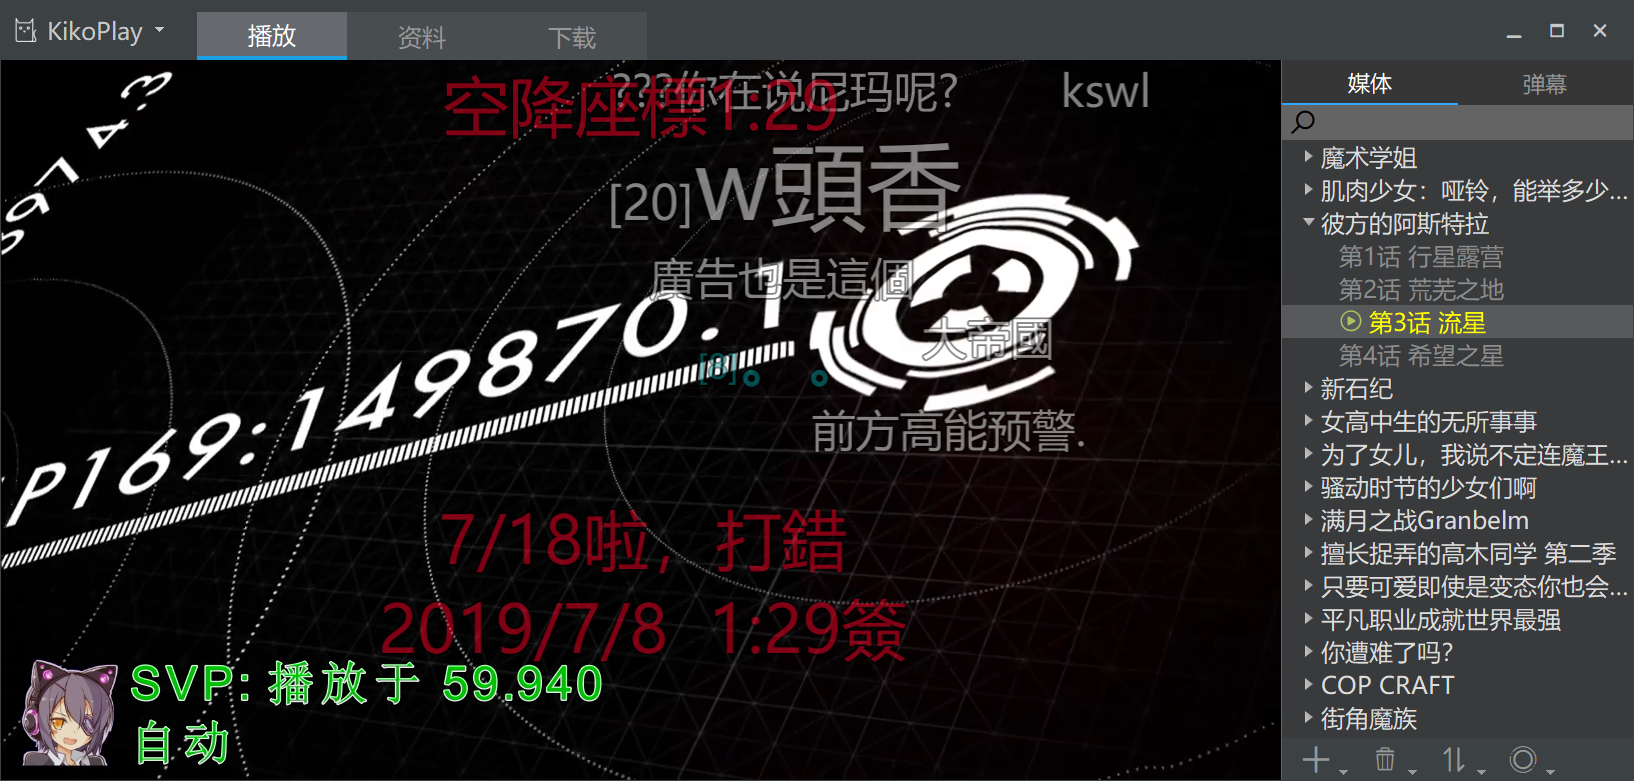 KikoPlay
播放
资料
下载
???你在说尼玛呢?
kswl
空降座標1:29
[20]w頭香
廣告也是這個
大帝國
[8]。 。
前方高能预警.
P169:149870.1
7/18啦，打錯
2019/7/8 1:29簽
SVP: 播放于 59.940
自动
媒体
弹幕
魔术学姐
肌肉少女：哑铃，能举多少...
彼方的阿斯特拉
第1话 行星露营
第2话 荒芜之地
第3话 流星
第4话 希望之星
新石纪
女高中生的无所事事
为了女儿，我说不定连魔王...
骚动时节的少女们啊
满月之战Granbelm
擅长捉弄的高木同学 第二季
只要可爱即使是变态你也会...
平凡职业成就世界最强
你遭难了吗?
COP CRAFT
街角魔族